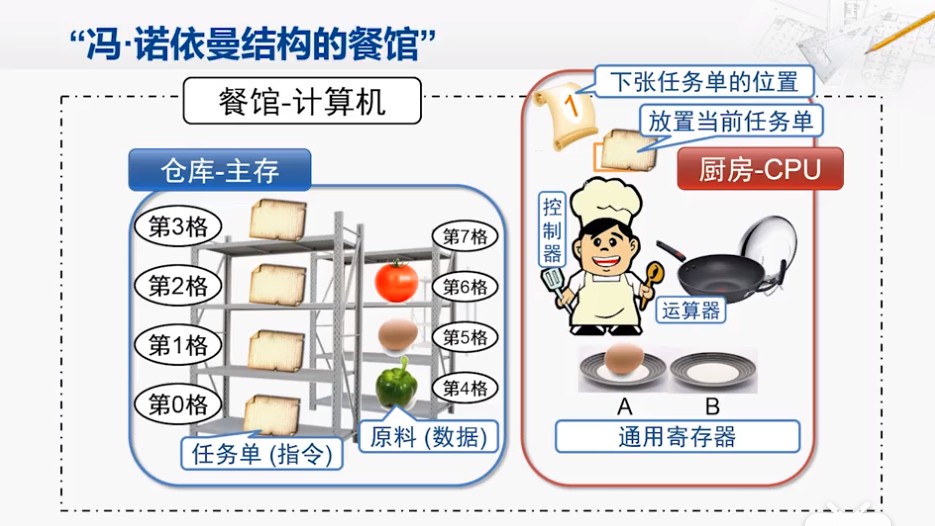 “冯·诺依曼结构的餐馆”
餐馆-计算机
仓库-主存
第3格
第2格
第1格
第0格
第7格
第6格
第5格
第4格
任务单 (指令)
原料 (数据)
1
下张任务单的位置
放置当前任务单
厨房-CPU
控制器
运算器
A
B
通用寄存器